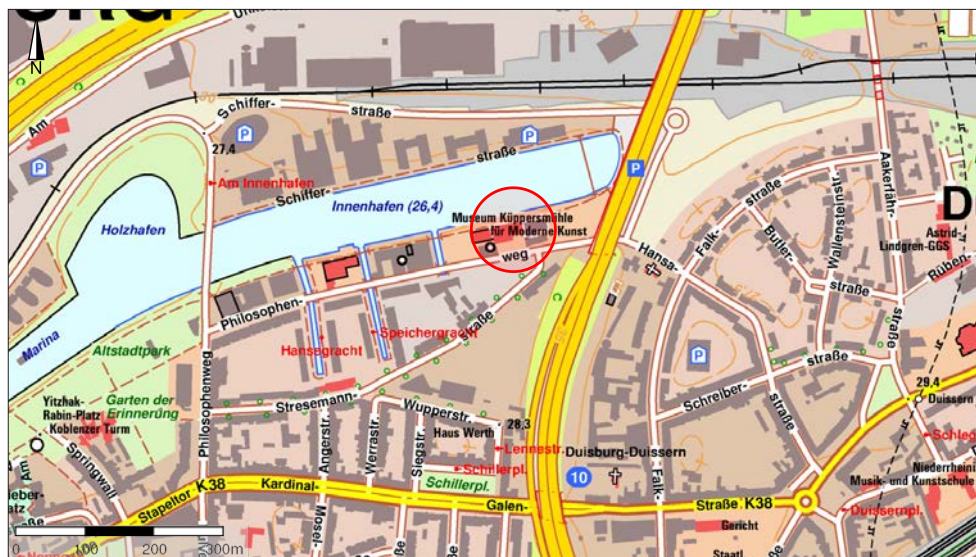 N
Schiffer-
straße
Am
27,4
Am Innenhafen
Schiffer-
straße
P
P
P
P
P
Holzhafen
Innenhafen (26,4)
Museum Küppersmühle
für Moderne Kunst
weg
Philosophen-
Marina
Altstadtpark
Hansegracht
Speichergracht
Garten der
Erinnerung
Yitzhak-
Rabin-Platz
Koblenzer Turm
Springwall
Philosophenweg
Stresemann-
straße
Wupperstr.
Haus Werth
28,3
Lennestr.
Schillerpl.
Schillerpl.
Angerstr.
Werrastr.
Siegstr.
Duisburg-Duissern
10
Hansa-
Falk-
straße
Butler-
straße
Wallensteinstr.
Aakerfähr-
straße
D
Astrid-
Lindgren-GGS
Rüben-
Schreiber-
straße
straße
29,4
Duissern
Niederrhein
Musik- und Kunstschule
Duissernpl.
Falk-
Stapeltor
K38
Kardinal-
Galen-
Straße K38
Mosel-
Gericht
Staatl.
Am
0
100
200
300m